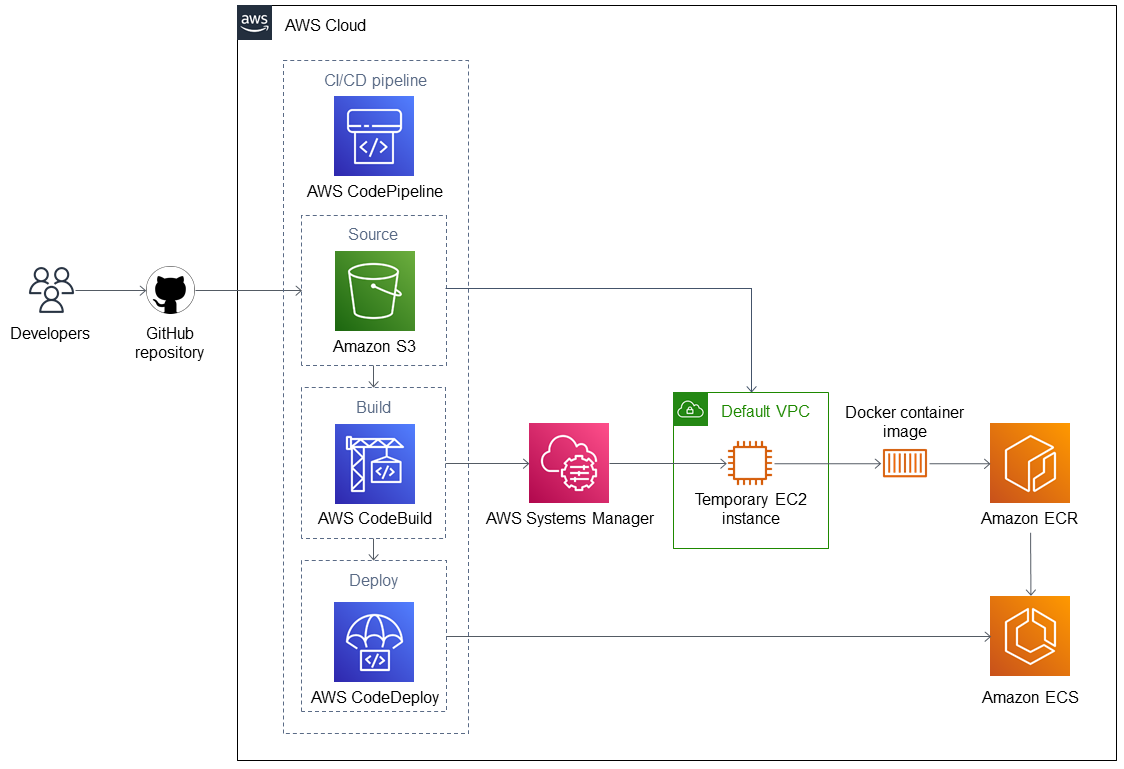 aws
AWS Cloud
CI/CD pipeline
</>
AWS CodePipeline
Source
Amazon S3
Developers
GitHub
repository
Build
</>
AWS CodeBuild
AWS Systems Manager
Default VPC
Temporary EC2
instance
Docker container
image
Amazon ECR
Deploy
</>
AWS CodeDeploy
Amazon ECS